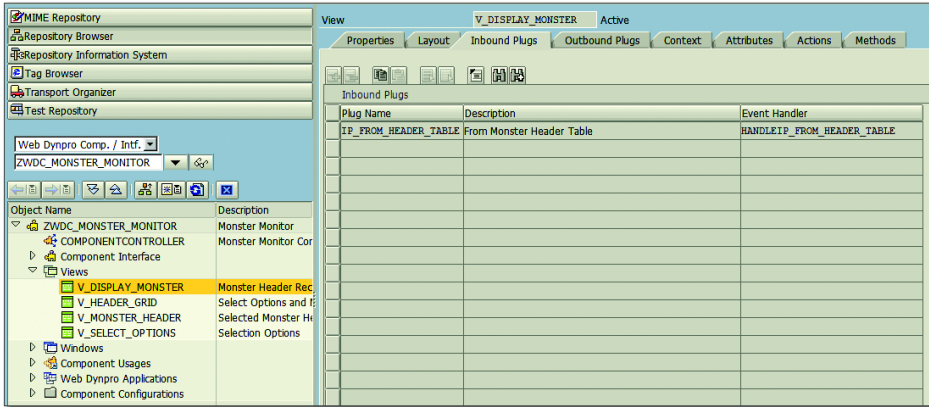 MIME Repository
Repository Browser
Repository Information System
Tag Browser
Transport Organizer
Test Repository
Web Dynpro Comp. / Intf.
ZWDC_MONSTER_MONITOR
Object Name Description
ZWDC_MONSTER_MONITOR Monster Monitor
COMPONENTCONTROLLER Monster Monitor Cor
Component Interface
Views
V_DISPLAY_MONSTER Monster Header Rec
V_HEADER_GRID Select Options and
V_MONSTER_HEADER Selected Monster He
V_SELECT_OPTIONS Selection Options
Windows
Component Usages
Web Dynpro Applications
Component Configurations
View V_DISPLAY_MONSTER Active
Properties Layout Inbound Plugs Outbound Plugs Context Attributes Actions Methods
Inbound Plugs
Plug Name Description Event Handler
IP_FROM_HEADER_TABLE From Monster Header Table HANDLEIP_FROM_HEADER_TABLE